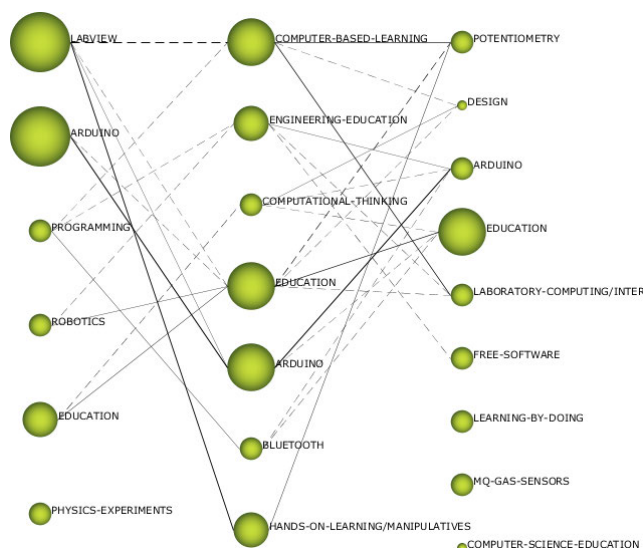 LABVIEW
ARDUINO
PROGRAMMING
ROBOTICS
EDUCATION
PHYSICS-EXPERIMENTS
COMPUTER-BASED-LEARNING
ENGINEERING-EDUCATION
COMPUTATIONAL-THINKING
EDUCATION
ARDUINO
BLUETOOTH
HANDS-ON-LEARNING/MANIPULATIVES
POTENTIOMETRY
DESIGN
ARDUINO
EDUCATION
LABORATORY-COMPUTING/INTER
FREE-SOFTWARE
LEARNING-BY-DOING
MQ-GAS-SENSORS
COMPUTER-SCIENCE-EDUCATION